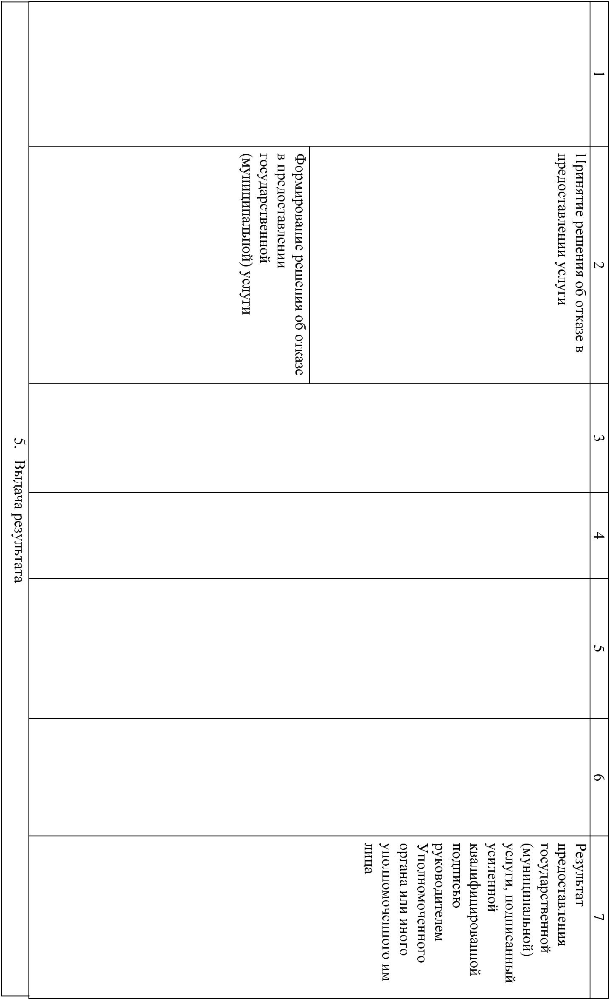 1
2
3
4
5
6
7
Принятие решения об отказе в
предоставлении услуги
Формирование решения об отказе
в предоставлении
государственной
(муниципальной) услуги
Результат
предоставления
государственной
(муниципальной)
услуги, подписанный
усиленной
квалифицированной
подписью
руководителем
Уполномоченного
органа или иного
уполномоченного им
лица
5. Выдача результата